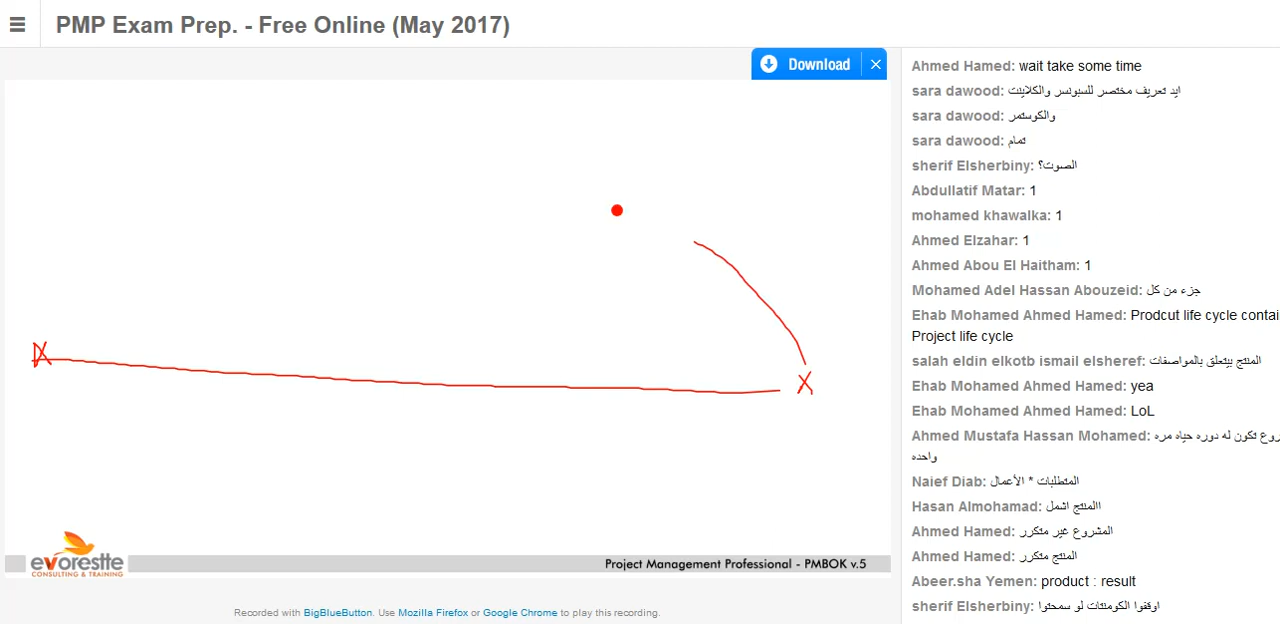 PMP Exam Prep. - Free Online (May 2017)
Download
Ahmed Hamed: wait take some time
sara dawood: ايد تعريف مختصر للسبونسر والكلاينت
sara dawood: والكوستمر
sara dawood: تمام
sherif Elsherbiny: الصوت؟
Abdullatif Matar: 1
mohamed khawalka: 1
Ahmed Elzahar: 1
Ahmed Abou El Haitham: 1
Mohamed Adel Hassan Abouzeid: جزء من كل
Ehab Mohamed Ahmed Hamed: Prodcut life cycle contai
Project life cycle
salah eldin elkotb ismail elsheref: المنتج بيتعلق بالمواصفات
Ehab Mohamed Ahmed Hamed: yea
Ehab Mohamed Ahmed Hamed: LoL
Ahmed Mustafa Hassan Mohamed: روع تكون له دوره حياه مره
واحده
Naief Diab: المتطلبات * الأعمال
Hasan Almohamad: االمنتج اشمل
Ahmed Hamed: المشروع غير متكرر
Ahmed Hamed: المنتج متكرر
Abeer.sha Yemen: product : result
sherif Elsherbiny: اوقفوا الكومنتات لو سمحتوا
X
X
evorestte
CONSULTING & TRAINING
Project Management Professional - PMBOK v.5
Recorded with BigBlueButton. Use Mozilla Firefox or Google Chrome to play this recording.